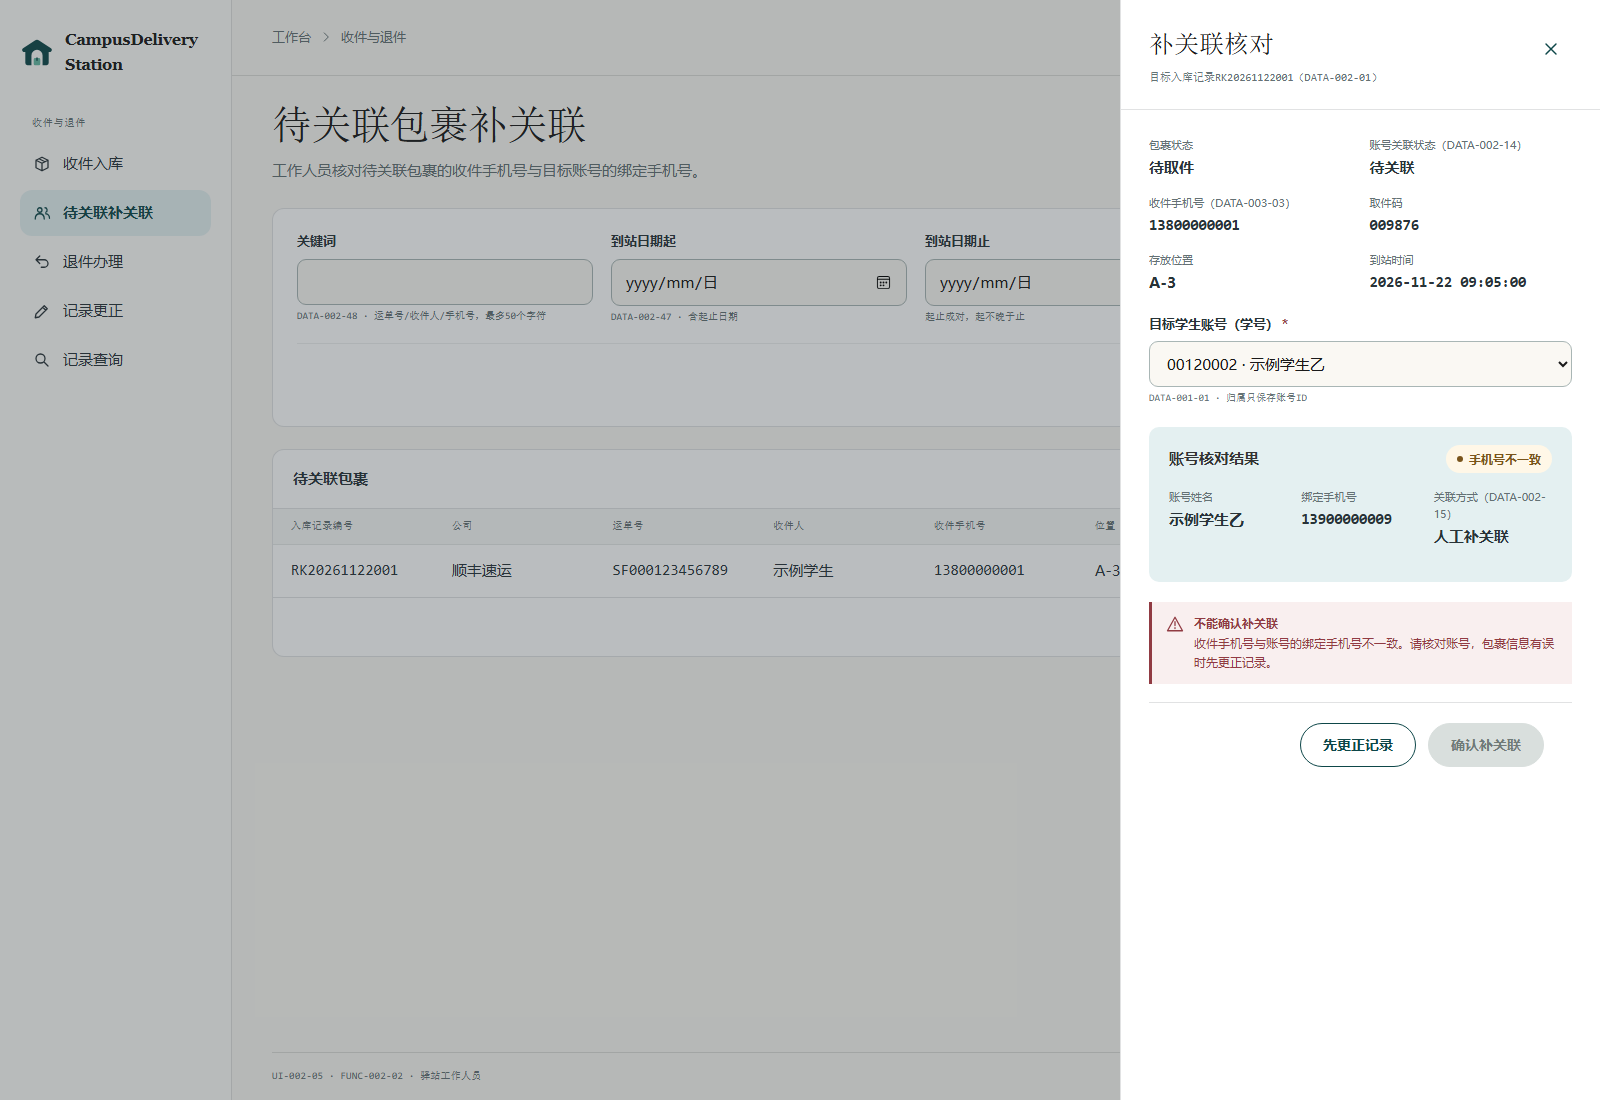 CampusDelivery
Station
收件与退件
收件入库
待关联补关联
退件办理
记录更正
记录查询
工作台 > 收件与退件
待关联包裹补关联
工作人员核对待关联包裹的收件手机号与目标账号的绑定手机号。
关键词
到站日期起
到站日期止
yyyy/mm/日
yyyy/mm/日
DATA-002-48 · 运单号/收件人/手机号，最多50个字符
DATA-002-47 · 含起止日期
起止成对，起不晚于止
待关联包裹
入库记录编号 公司 运单号 收件人 收件手机号 位置
RK20261122001 顺丰速运 SF000123456789 示例学生 13800000001 A-3
UI-002-05 · FUNC-002-02 · 驿站工作人员
补关联核对
目标入库记录RK20261122001（DATA-002-01）
包裹状态
待取件
账号关联状态（DATA-002-14）
待关联
收件手机号（DATA-003-03）
13800000001
取件码
009876
存放位置
A-3
到站时间
2026-11-22 09:05:00
目标学生账号（学号） *
00120002 · 示例学生乙
DATA-001-01 · 归属只保存账号ID
账号核对结果
手机号不一致
账号姓名
示例学生乙
绑定手机号
13900000009
关联方式（DATA-002-
15）
人工补关联
不能确认补关联
收件手机号与账号的绑定手机号不一致。请核对账号，包裹信息有误
时先更正记录。
先更正记录
确认补关联